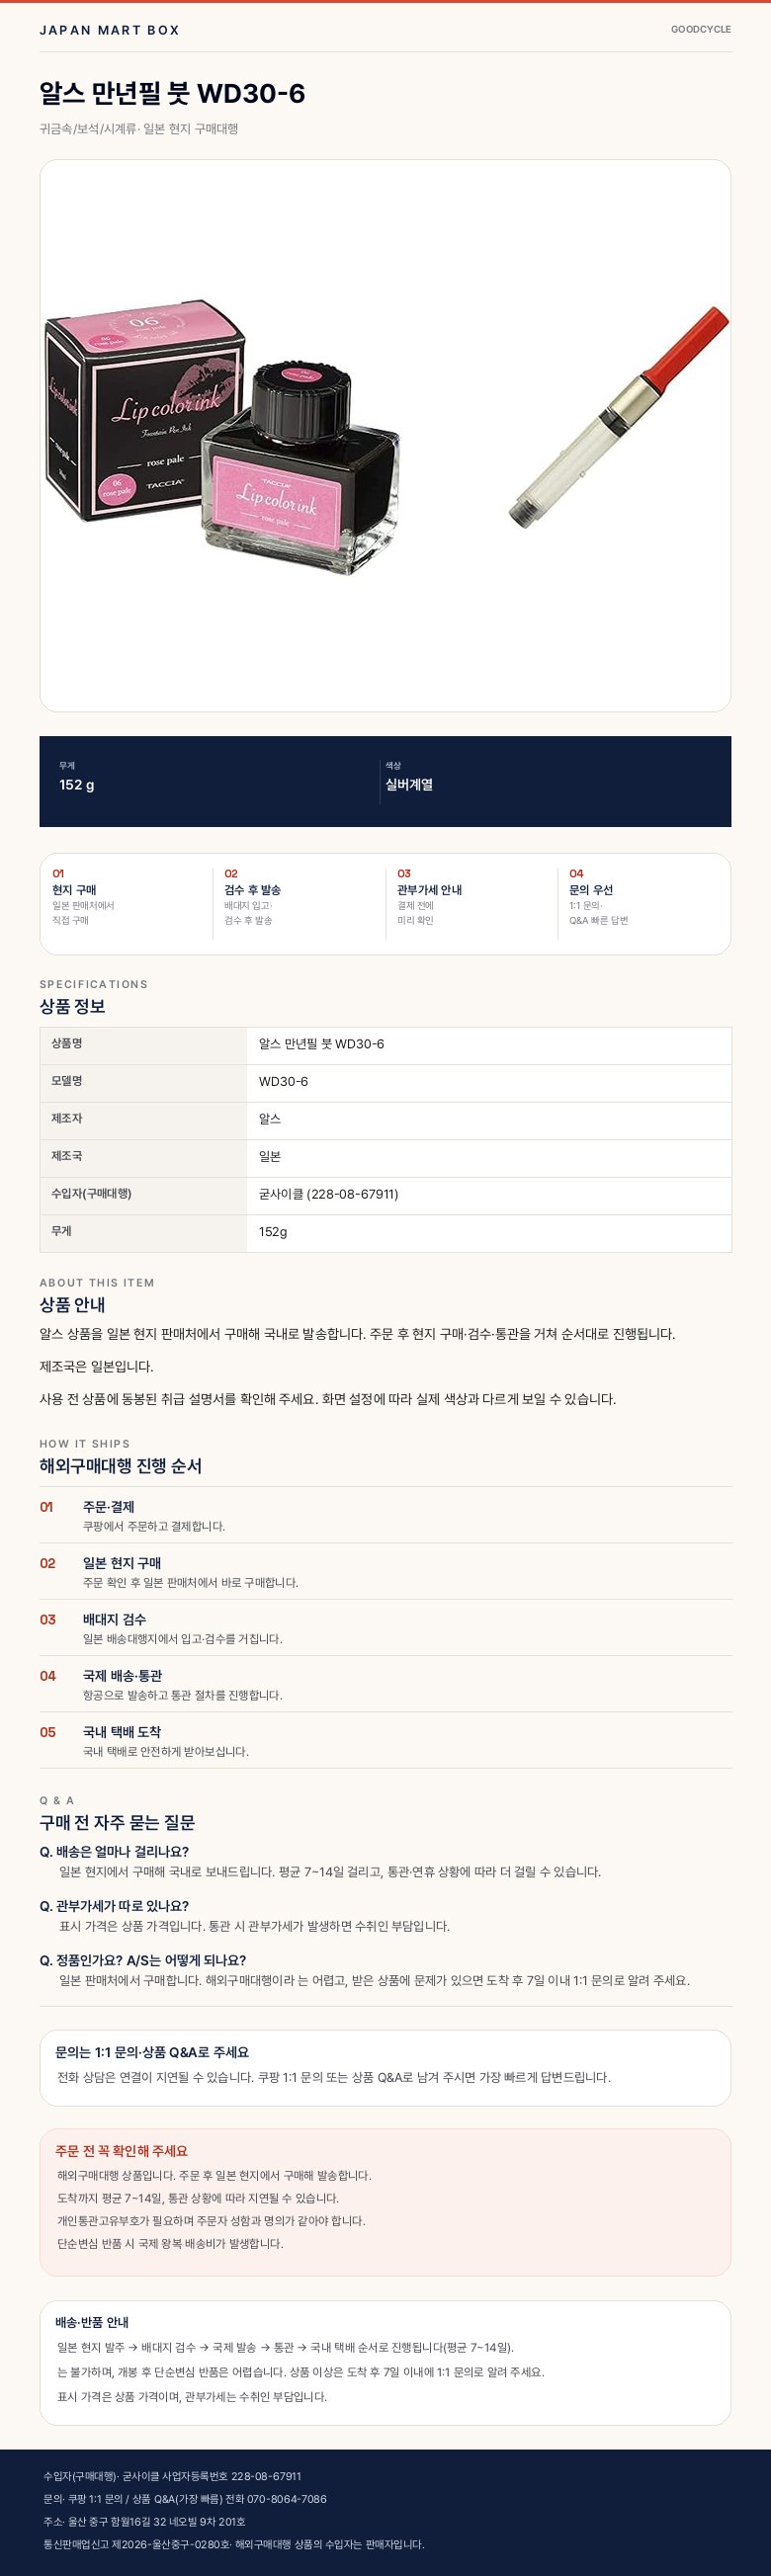 JAPAN MART BOX
GOODCYCLE
알스 만년필 붓 WD30-6
귀금속/보석/시계류· 일본 현지 구매대행
06
06
rose pale
Lip color ink
Fountain Pen Ink
rose pale
TACCIA
06
rose pale
Lip color ink
rose pale
TACCIA
Lip color ink
rose pale
무게
152 g
색상
실버계열
01
현지 구매
일본 판매처에서
직접 구매
02
검수 후 발송
배대지 입고·
검수 후 발송
03
관부가세 안내
결제 전에
미리 확인
04
문의 우선
1:1 문의·
Q&A 빠른 답변
SPECIFICATIONS
상품 정보
상품명 알스 만년필 붓 WD30-6
모델명 WD30-6
제조자 알스
제조국 일본
수입자(구매대행) 굳사이클 (228-08-67911)
무게 152g
ABOUT THIS ITEM
상품 안내
알스 상품을 일본 현지 판매처에서 구매해 국내로 발송합니다. 주문 후 현지 구매·검수·통관을 거쳐 순서대로 진행됩니다.
제조국은 일본입니다.
사용 전 상품에 동봉된 취급 설명서를 확인해 주세요. 화면 설정에 따라 실제 색상과 다르게 보일 수 있습니다.
HOW IT SHIPS
해외구매대행 진행 순서
01 주문·결제
쿠팡에서 주문하고 결제합니다.
02 일본 현지 구매
주문 확인 후 일본 판매처에서 바로 구매합니다.
03 배대지 검수
일본 배송대행지에서 입고·검수를 거칩니다.
04 국제 배송·통관
항공으로 발송하고 통관 절차를 진행합니다.
05 국내 택배 도착
국내 택배로 안전하게 받아보십니다.
Q & A
구매 전 자주 묻는 질문
Q. 배송은 얼마나 걸리나요?
일본 현지에서 구매해 국내로 보내드립니다. 평균 7~14일 걸리고, 통관·연휴 상황에 따라 더 걸릴 수 있습니다.
Q. 관부가세가 따로 있나요?
표시 가격은 상품 가격입니다. 통관 시 관부가세가 발생하면 수취인 부담입니다.
Q. 정품인가요? A/S는 어떻게 되나요?
일본 판매처에서 구매합니다. 해외구매대행이라 는 어렵고, 받은 상품에 문제가 있으면 도착 후 7일 이내 1:1 문의로 알려 주세요.
문의는 1:1 문의·상품 Q&A로 주세요
전화 상담은 연결이 지연될 수 있습니다. 쿠팡 1:1 문의 또는 상품 Q&A로 남겨 주시면 가장 빠르게 답변드립니다.
주문 전 꼭 확인해 주세요
해외구매대행 상품입니다. 주문 후 일본 현지에서 구매해 발송합니다.
도착까지 평균 7~14일, 통관 상황에 따라 지연될 수 있습니다.
개인통관고유부호가 필요하며 주문자 성함과 명의가 같아야 합니다.
단순변심 반품 시 국제 왕복 배송비가 발생합니다.
배송·반품 안내
일본 현지 발주 → 배대지 검수 → 국제 발송 → 통관 → 국내 택배 순서로 진행됩니다(평균 7~14일).
는 불가하며, 개봉 후 단순변심 반품은 어렵습니다. 상품 이상은 도착 후 7일 이내에 1:1 문의로 알려 주세요.
표시 가격은 상품 가격이며, 관부가세는 수취인 부담입니다.
수입자(구매대행)· 굳사이클 사업자등록번호 228-08-67911
문의· 쿠팡 1:1 문의 / 상품 Q&A(가장 빠름) 전화 070-8064-7086
주소· 울산 중구 함월16길 32 네오빌 9차 201호
통신판매업신고 제2026-울산중구-0280호· 해외구매대행 상품의 수입자는 판매자입니다.